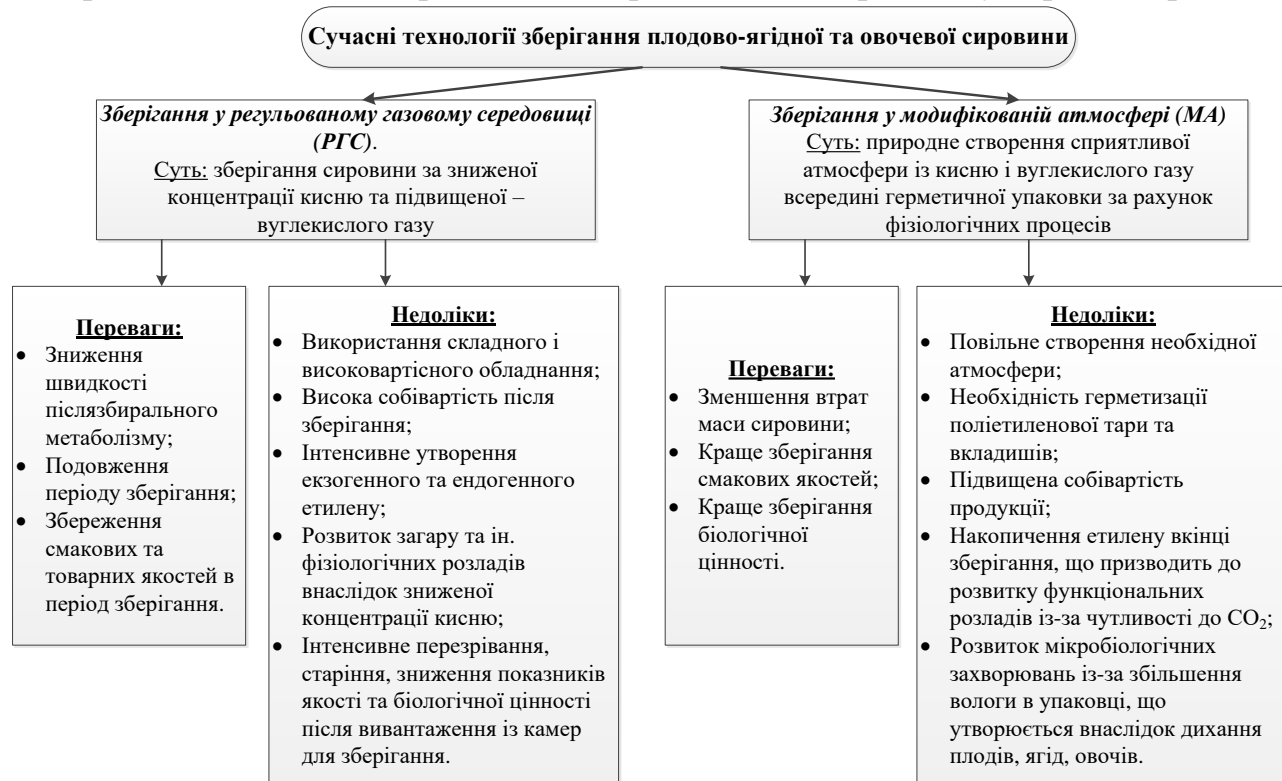 Сучасні технології зберігання плодово-ягідної та овочевої сировини
Зберігання у регульованому газовому середовищі
(РГС).
Суть: зберігання сировини за зниженої
концентрації кисню та підвищеної –
вуглекислого газу
Зберігання у модифікованій атмосфері (МА)
Суть: природне створення сприятливої
атмосфери із кисню і вуглекислого газу
всередині герметичної упаковки за рахунок
фізіологічних процесів
Переваги:
• Зниження
швидкості
післязбирального
метаболізму;
• Подовження
періоду зберігання;
• Збереження
смакових та
товарних якостей в
період зберігання.
Недоліки:
• Використання складного і
високовартісного обладнання;
• Висока собівартість після
зберігання;
• Інтенсивне утворення
екзогенного та ендогенного
етилену;
• Розвиток загару та ін.
фізіологічних розладів
внаслідок зниженої
концентрації кисню;
• Інтенсивне перезрівання,
старіння, зниження показників
якості та біологічної цінності
після вивантаження із камер
для зберігання.
Переваги:
• Зменшення втрат
маси сировини;
• Краще зберігання
смакових якостей;
• Краще зберігання
біологічної
цінності.
Недоліки:
• Повільне створення необхідної
атмосфери;
• Необхідність герметизації
поліетиленової тари та
вкладишів;
• Підвищена собівартість
продукції;
• Накопичення етилену вкінці
зберігання, що призводить до
розвитку функціональних
розладів із-за чутливості до CO₂;
• Розвиток мікробіологічних
захворювань із-за збільшення
вологи в упаковці, що
утворюється внаслідок дихання
плодів, ягід, овочів.